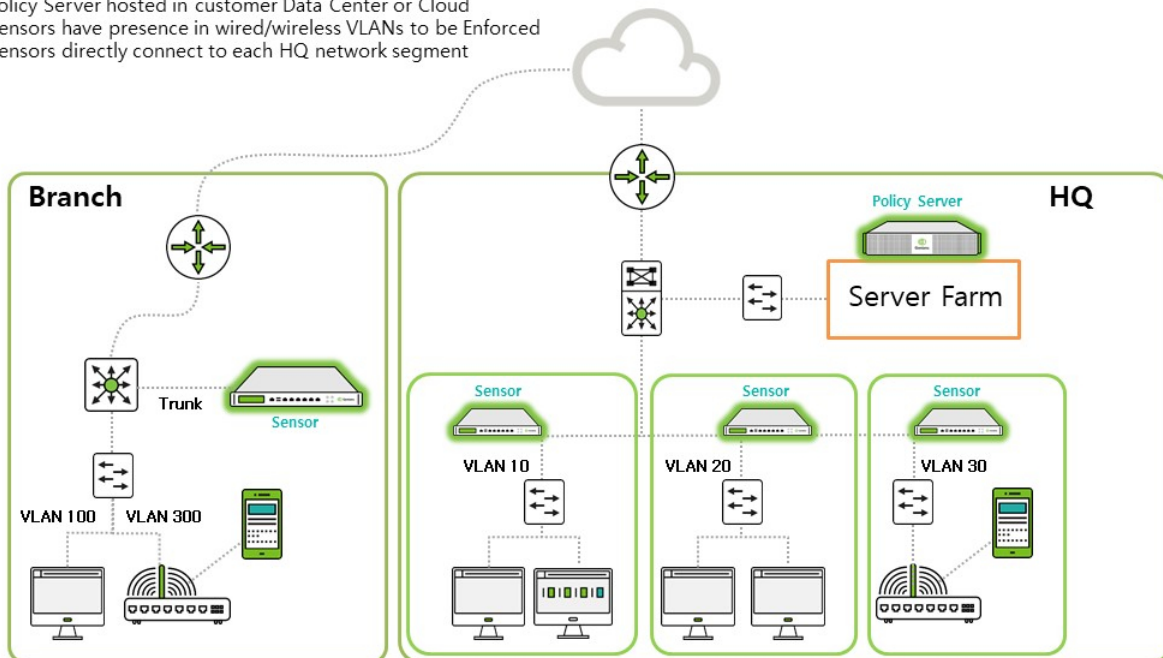 olicy Server hosted in customer Data Center or Cloud
ensors have presence in wired/wireless VLANs to be Enforced
ensors directly connect to each HQ network segment
Branch
HQ
Policy Server
Server Farm
Trunk
Sensor
Sensor
Sensor
Sensor
VLAN 10
VLAN 20
VLAN 30
VLAN 100
VLAN 300